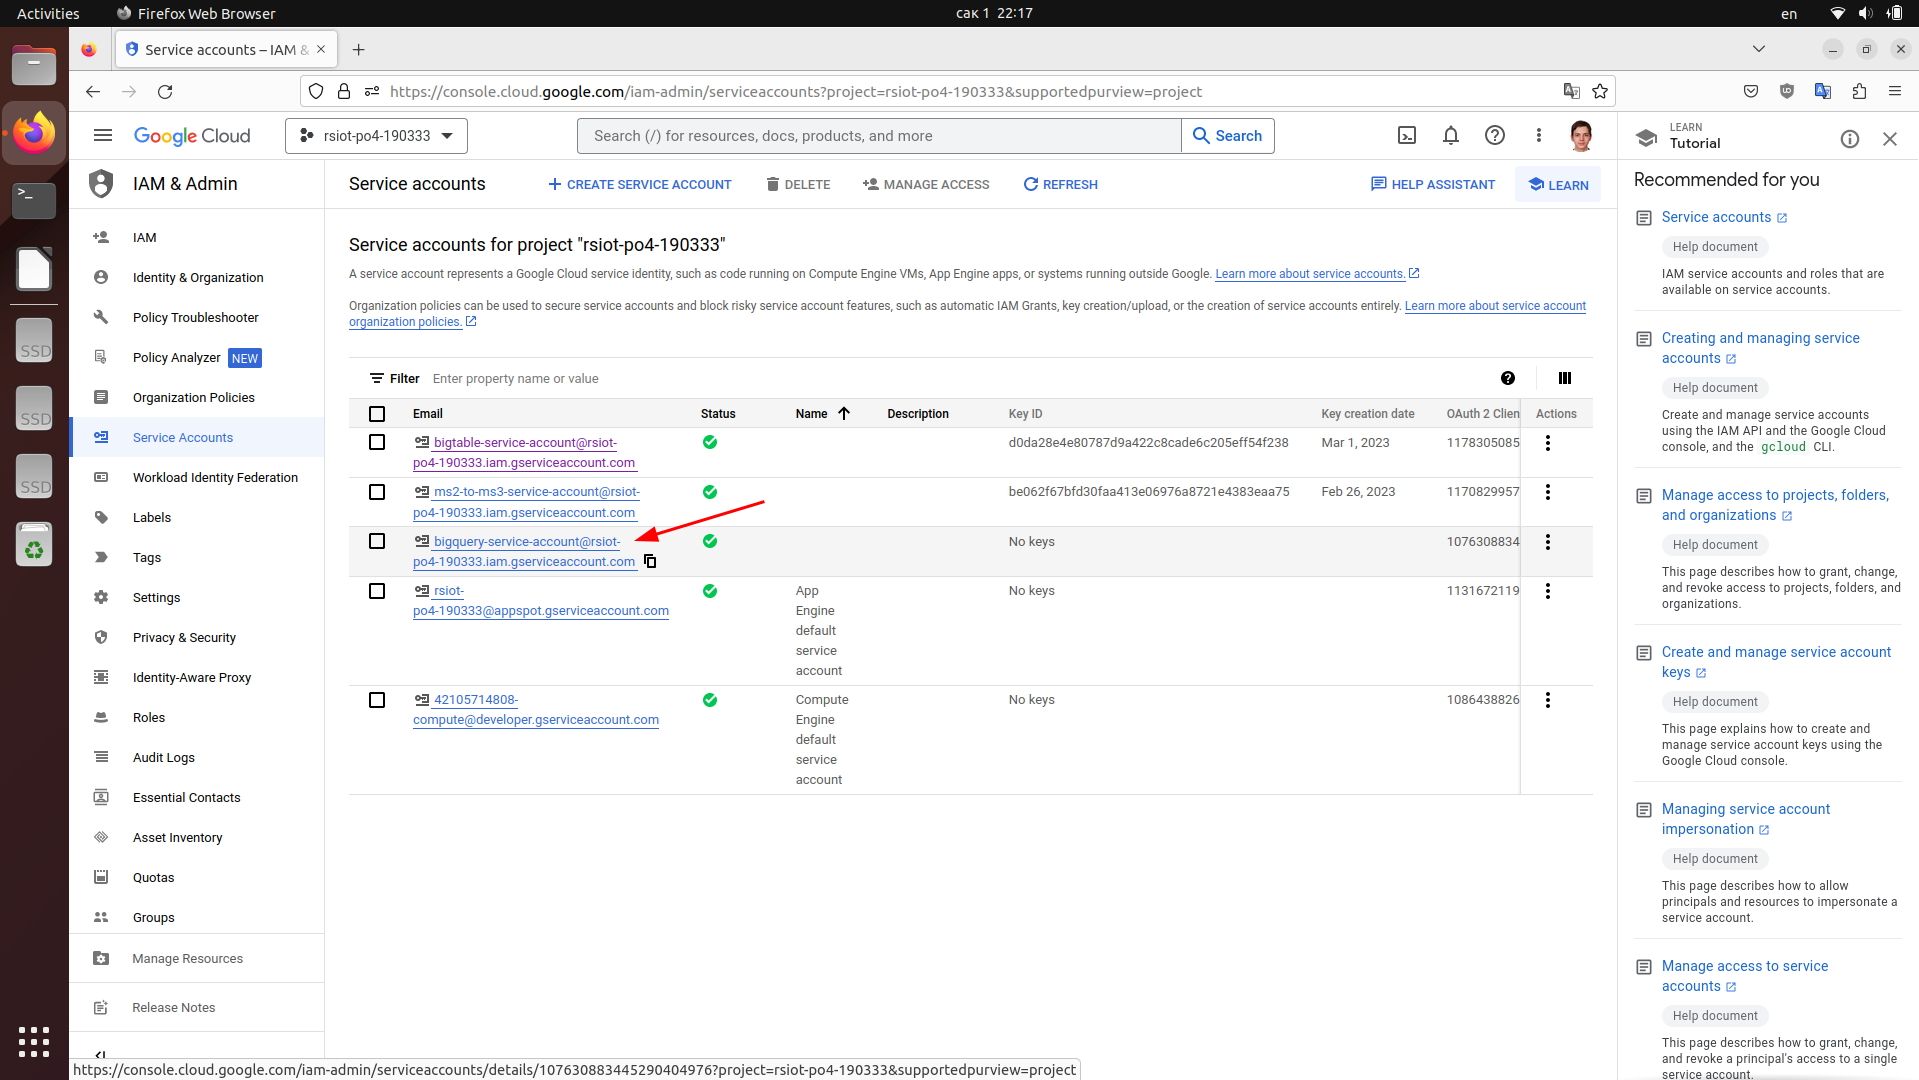 Activities
Firefox Web Browser
сак 1 22:17
en
Service accounts – IAM &
https://console.cloud.google.com/iam-admin/serviceaccounts?project=rsiot-po4-190333&supportedpurview=project
Google Cloud
rsiot-po4-190333
Search (/) for resources, docs, products, and more
Search
LEARN
Tutorial
IAM & Admin
Service accounts
CREATE SERVICE ACCOUNT
DELETE
MANAGE ACCESS
REFRESH
HELP ASSISTANT
LEARN
IAM
Identity & Organization
Policy Troubleshooter
Policy Analyzer NEW
Organization Policies
Service Accounts
Workload Identity Federation
Labels
Tags
Settings
Privacy & Security
Identity-Aware Proxy
Roles
Audit Logs
Essential Contacts
Asset Inventory
Quotas
Groups
Manage Resources
Release Notes
SSD
SSD
SSD
Service accounts for project "rsiot-po4-190333"
A service account represents a Google Cloud service identity, such as code running on Compute Engine VMs, App Engine apps, or systems running outside Google. Learn more about service accounts.
Organization policies can be used to secure service accounts and block risky service account features, such as automatic IAM Grants, key creation/upload, or the creation of service accounts entirely. Learn more about service account
organization policies.
Filter Enter property name or value
Email Status Name Description Key ID Key creation date OAuth 2 Clien Actions
bigtable-service-account@rsiot- d0da28e4e80787d9a422c8cade6c205eff54f238 Mar 1, 2023 1178305085
po4-190333.iam.gserviceaccount.com
ms2-to-ms3-service-account@rsiot- be062f67bfd30faa413e06976a8721e4383eaa75 Feb 26, 2023 1170829957
po4-190333.iam.gserviceaccount.com
bigquery-service-account@rsiot- No keys 1076308834
po4-190333.iam.gserviceaccount.com
rsiot- App No keys 1131672119
po4-190333@appspot.gserviceaccount.com Engine
default
service
account
42105714808- Compute No keys 1086438826
compute@developer.gserviceaccount.com Engine
default
service
account
Recommended for you
Service accounts
Help document
IAM service accounts and roles that are
available on service accounts.
Creating and managing service
accounts
Help document
Create and manage service accounts
using the IAM API and the Google Cloud
console, and the gcloud CLI.
Manage access to projects, folders,
and organizations
Help document
This page describes how to grant, change,
and revoke access to projects, folders, and
organizations.
Create and manage service account
keys
Help document
This page explains how to create and
manage service account keys using the
Google Cloud console.
Managing service account
impersonation
Help document
This page describes how to allow
principals and resources to impersonate a
service account.
Manage access to service
accounts
Help document
This page describes how to grant, change,
and revoke a principal's access to a single
service account.
https://console.cloud.google.com/iam-admin/serviceaccounts/details/107630883445290404976?project=rsiot-po4-190333&supportedpurview=project